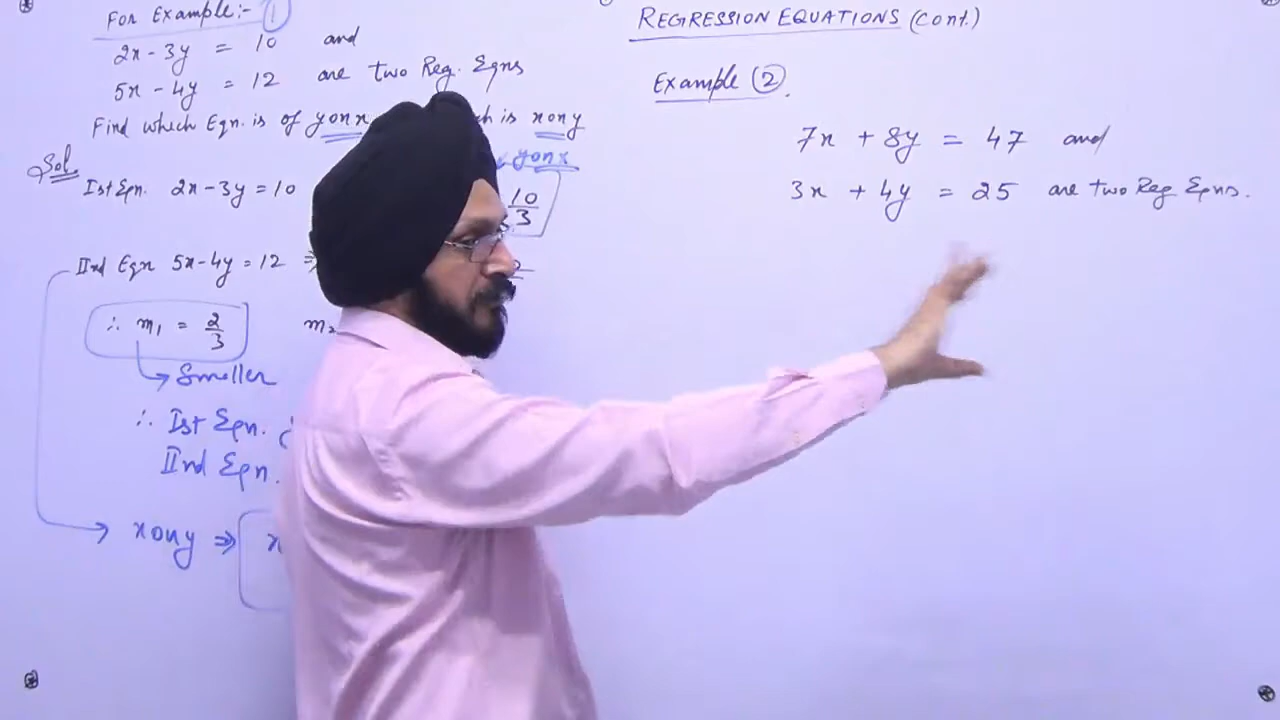 For Example:- 1
2x - 3y = 10 and
5x - 4y = 12 are two Reg. Eqns
Find which Eqn. is of y on x is x on y
Sol.
Ist Eqn. 2x - 3y = 10
y on x
10/3
IInd Eqn 5x - 4y = 12 ⇒
∴ m₁ = 2/3 m₂
Smaller
∴ Ist Eqn.
IInd Eqn.
x on y ⇒ x
REGRESSION EQUATIONS (Cont.)
Example 2.
7x + 8y = 47 and
3x + 4y = 25 are two Reg Eqns.